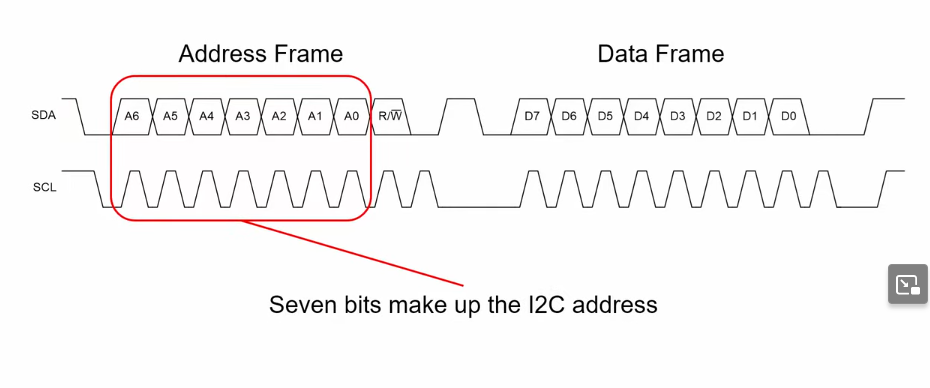 Address Frame Data Frame
SDA A6 A5 A4 A3 A2 A1 A0 R/W̅ D7 D6 D5 D4 D3 D2 D1 D0
SCL
Seven bits make up the I2C address